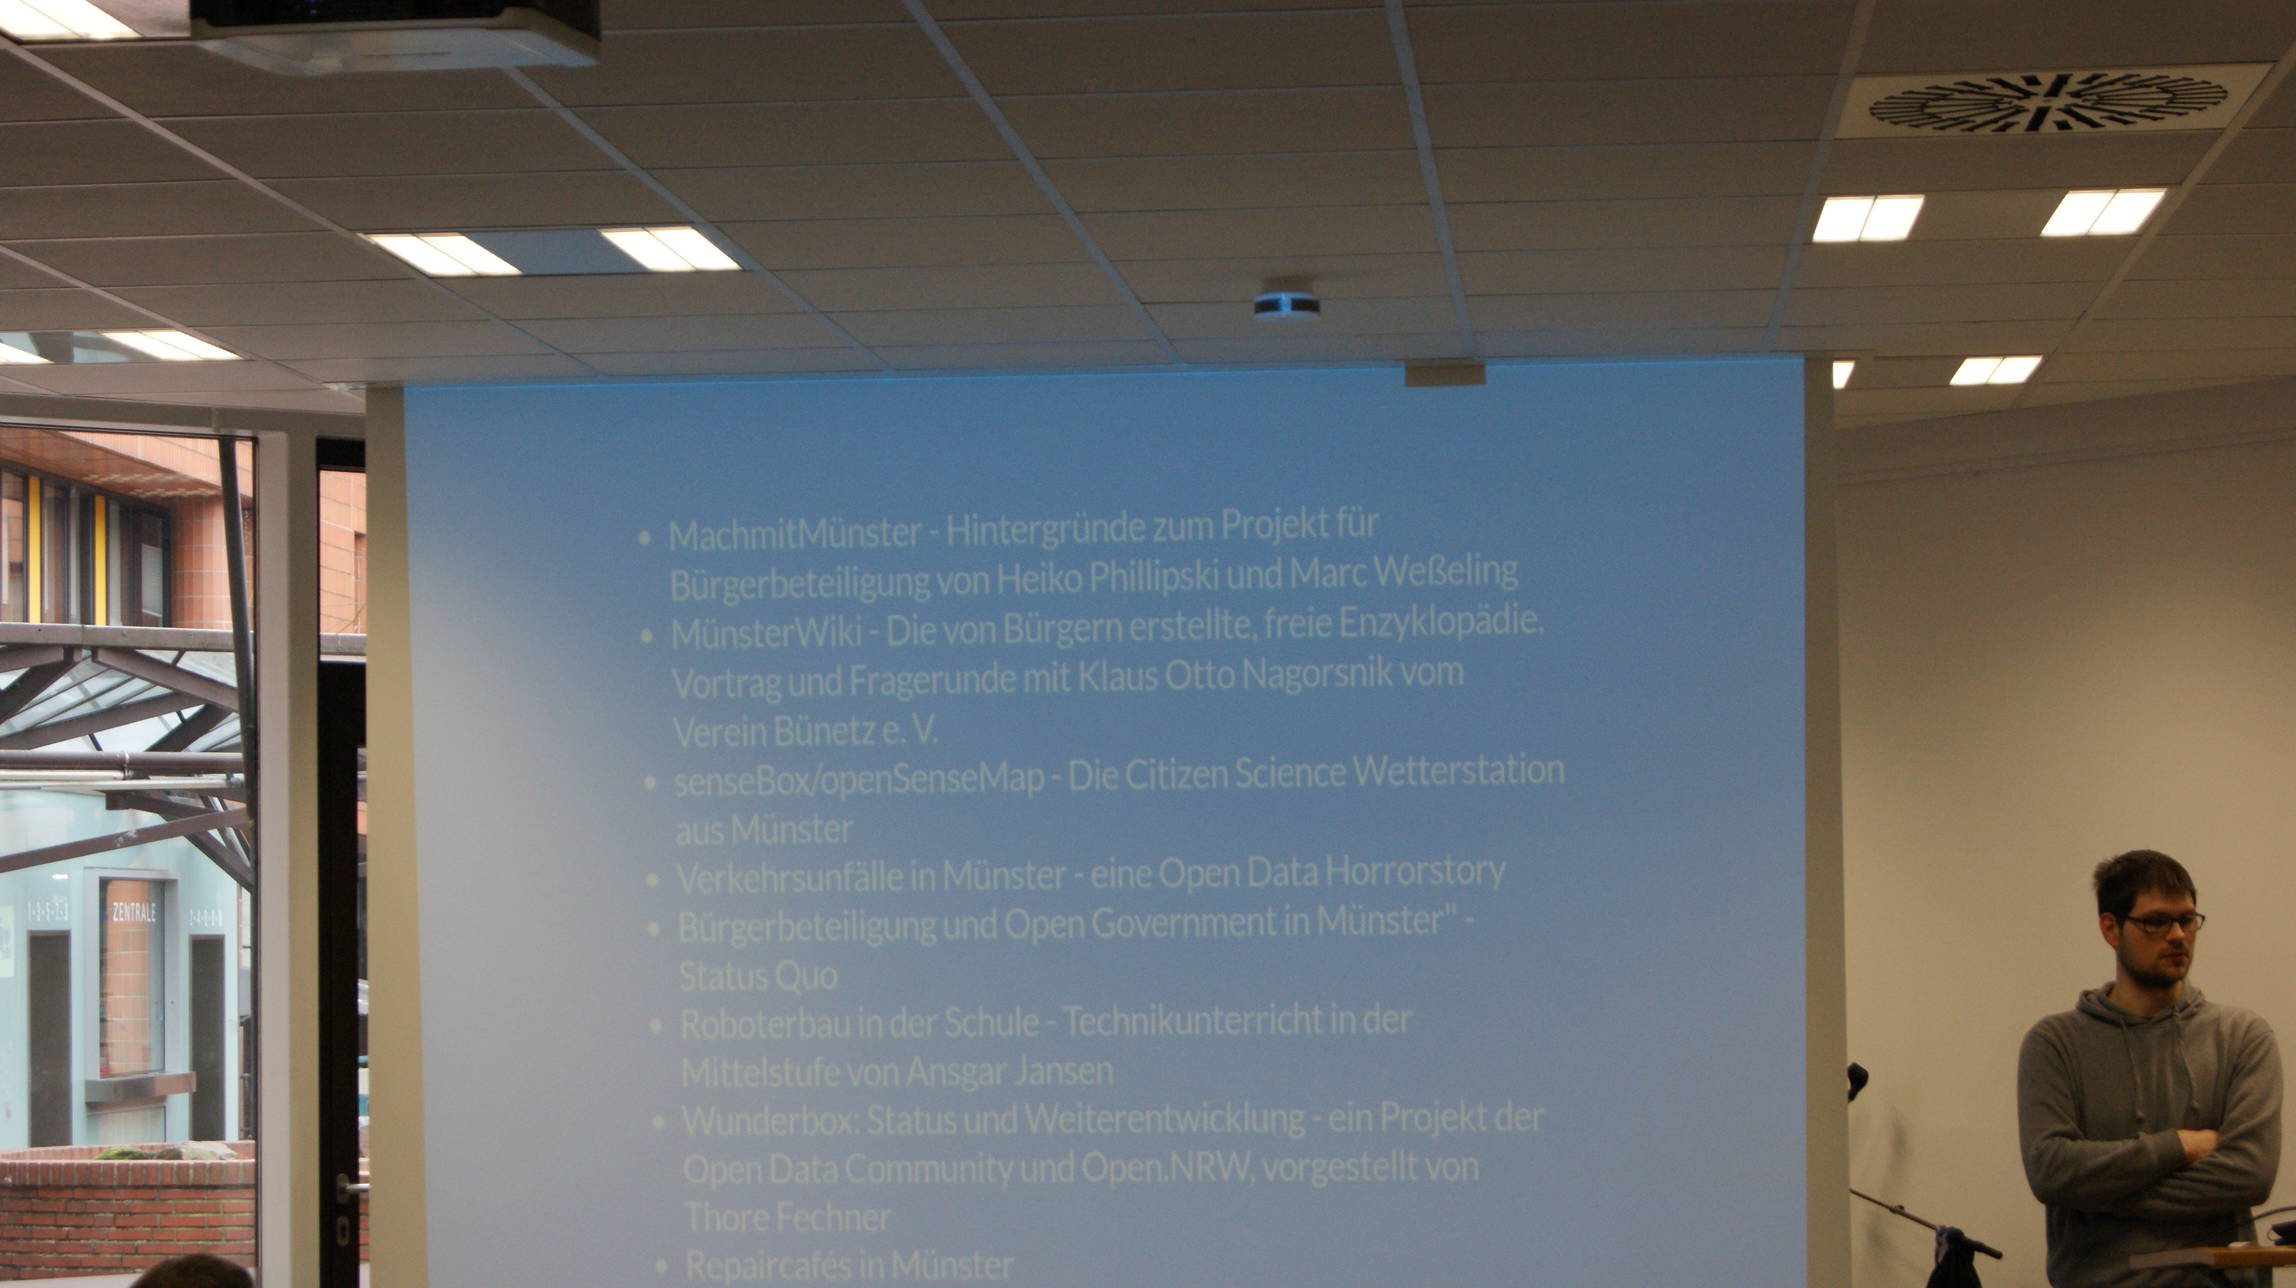 • MachmitMünster - Hintergründe zum Projekt für
Bürgerbeteiligung von Heiko Phillipski und Marc Weßeling
• MünsterWiki - Die von Bürgern erstellte, freie Enzyklopädie.
Vortrag und Fragerunde mit Klaus Otto Nagorsnik vom
Verein Bünetz e. V.
• senseBox/openSenseMap - Die Citizen Science Wetterstation
aus Münster
• Verkehrsunfälle in Münster - eine Open Data Horrorstory
• Bürgerbeteiligung und Open Government in Münster" -
Status Quo
• Roboterbau in der Schule - Technikunterricht in der
Mittelstufe von Ansgar Jansen
• Wunderbox: Status und Weiterentwicklung - ein Projekt der
Open Data Community und Open.NRW, vorgestellt von
Thore Fechner
• Repaircafés in Münster
ZENTRALE